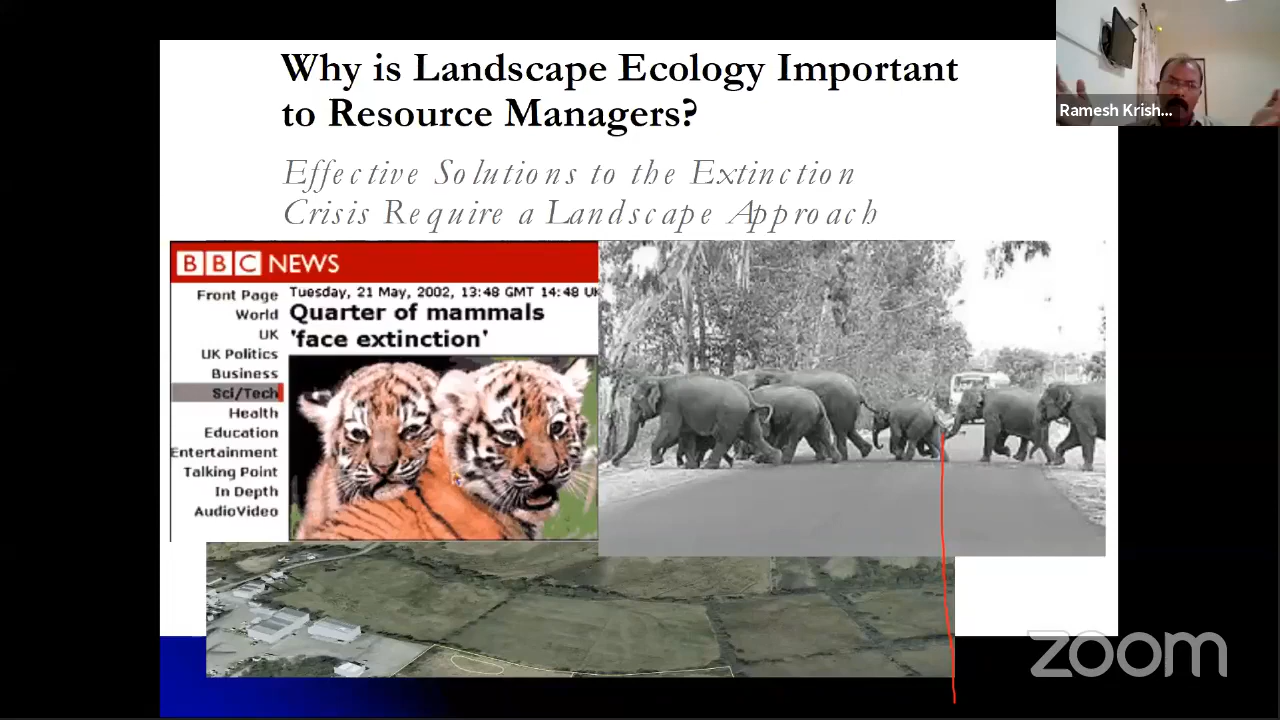 Why is Landscape Ecology Important
to Resource Managers?
Effective Solutions to the Extinction
Crisis Require a Landscape Approach
Ramesh Krish...
BBC NEWS
Front Page
World
UK
UK Politics
Business
Sci/Tech
Health
Education
Entertainment
Talking Point
In Depth
AudioVideo
Tuesday, 21 May, 2002, 13:48 GMT 14:48 UK
Quarter of mammals
'face extinction'
zoom